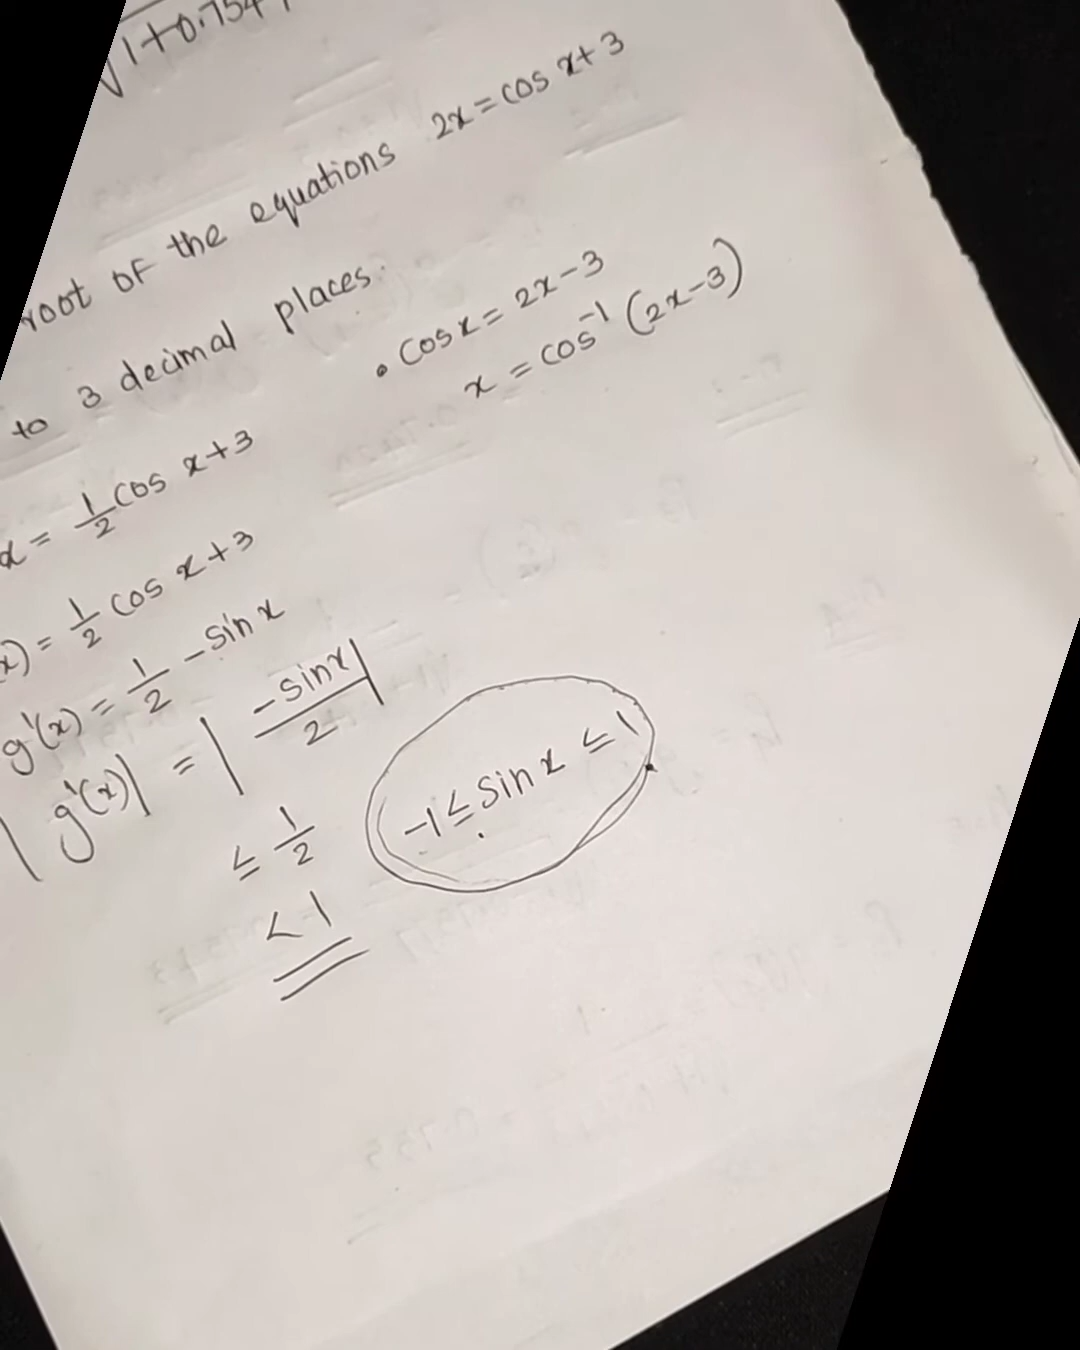 √1+0.754
root of the equations 2x = cos x+3
to 3 decimal places.
• cos x = 2x-3
x = cos⁻¹ (2x-3)
x = 1/2 cos x+3
x) = 1/2 cos x+3
g'(x) = 1/2 -sin x
|g'(x)| = |-sin x/2|
≤ 1/2
-1 ≤ sin x ≤ 1
< 1